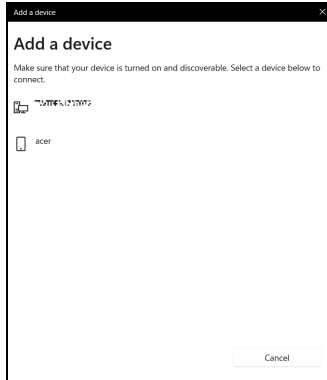 Add a device
Add a device
Make sure that your device is turned on and discoverable. Select a device below to
connect.
acer
Cancel